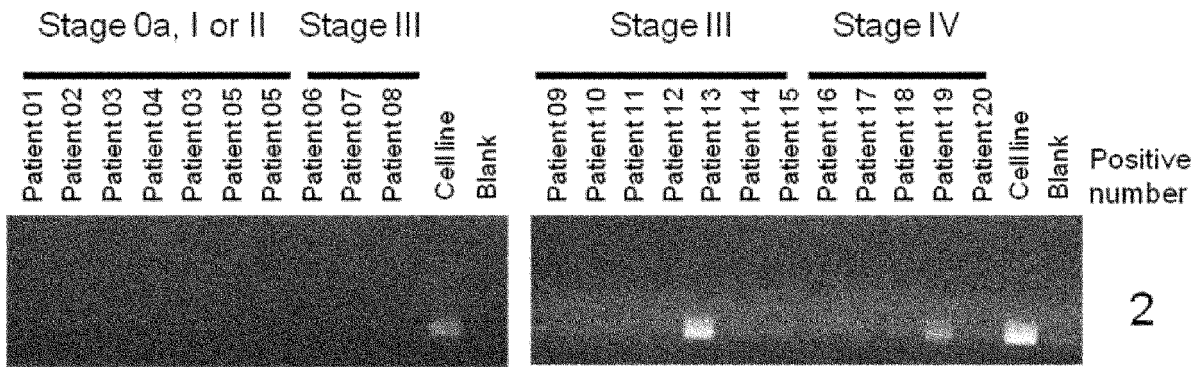 Stage 0a, I or II
Stage III
Stage III
Stage IV
Patient 01
Patient 02
Patient 03
Patient 04
Patient 03
Patient 05
Patient 05
Patient 06
Patient 07
Patient 08
Cell line
Blank
Patient 09
Patient 10
Patient 11
Patient 12
Patient 13
Patient 14
Patient 15
Patient 16
Patient 17
Patient 18
Patient 19
Patient 20
Cell line
Blank
Positive
number
2